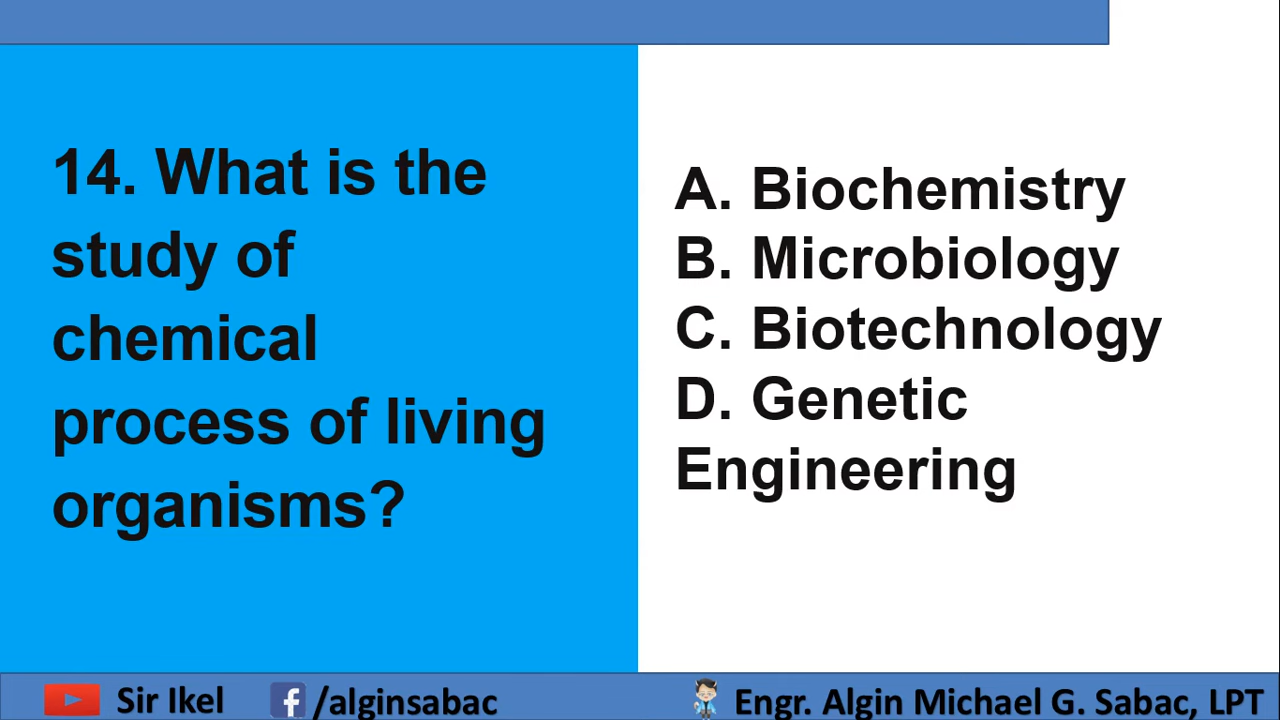 14. What is the
study of
chemical
process of living
organisms?
A. Biochemistry
B. Microbiology
C. Biotechnology
D. Genetic
Engineering
Sir Ikel
/alginsabac
Engr. Algin Michael G. Sabac, LPT